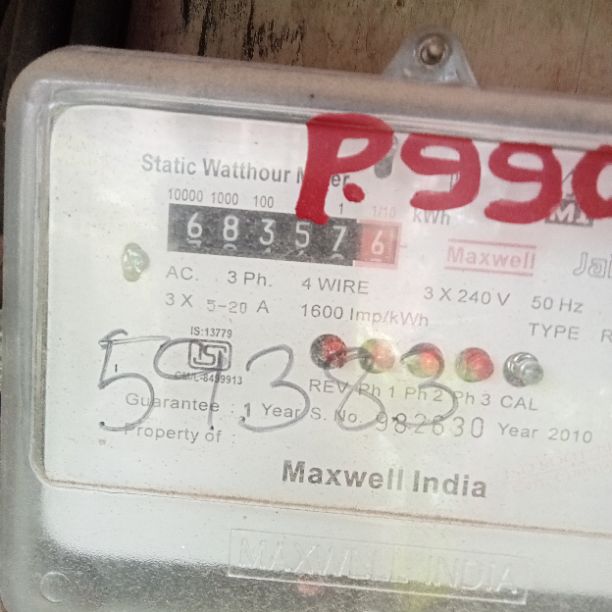 P.990
Static Watthour Meter
10000 1000 100 1 1/10
683576 kWh
Maxwell
AC. 3 Ph. 4 WIRE 3 X 240 V 50 Hz
3 X 5-20 A 1600 Imp/kWh TYPE
IS:13779
ISI
CM/L-8499913
REV Ph 1 Ph 2 Ph 3 CAL
59383
Guarantee : 1 Year S. No. 982630 Year 2010
Property of :
Maxwell India
MAXWELL INDIA